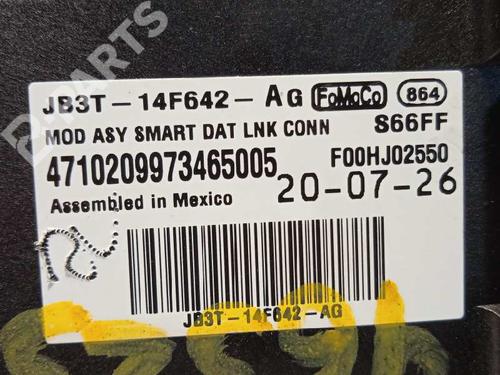 B-PARTS
JB3T-14F642-AG FoMoCo 864
MOD ASY SMART DAT LNK CONN S66FF
4710209973465005 F00HJ02550
Assembled in Mexico 20-07-26
JB3T-14F642-AG